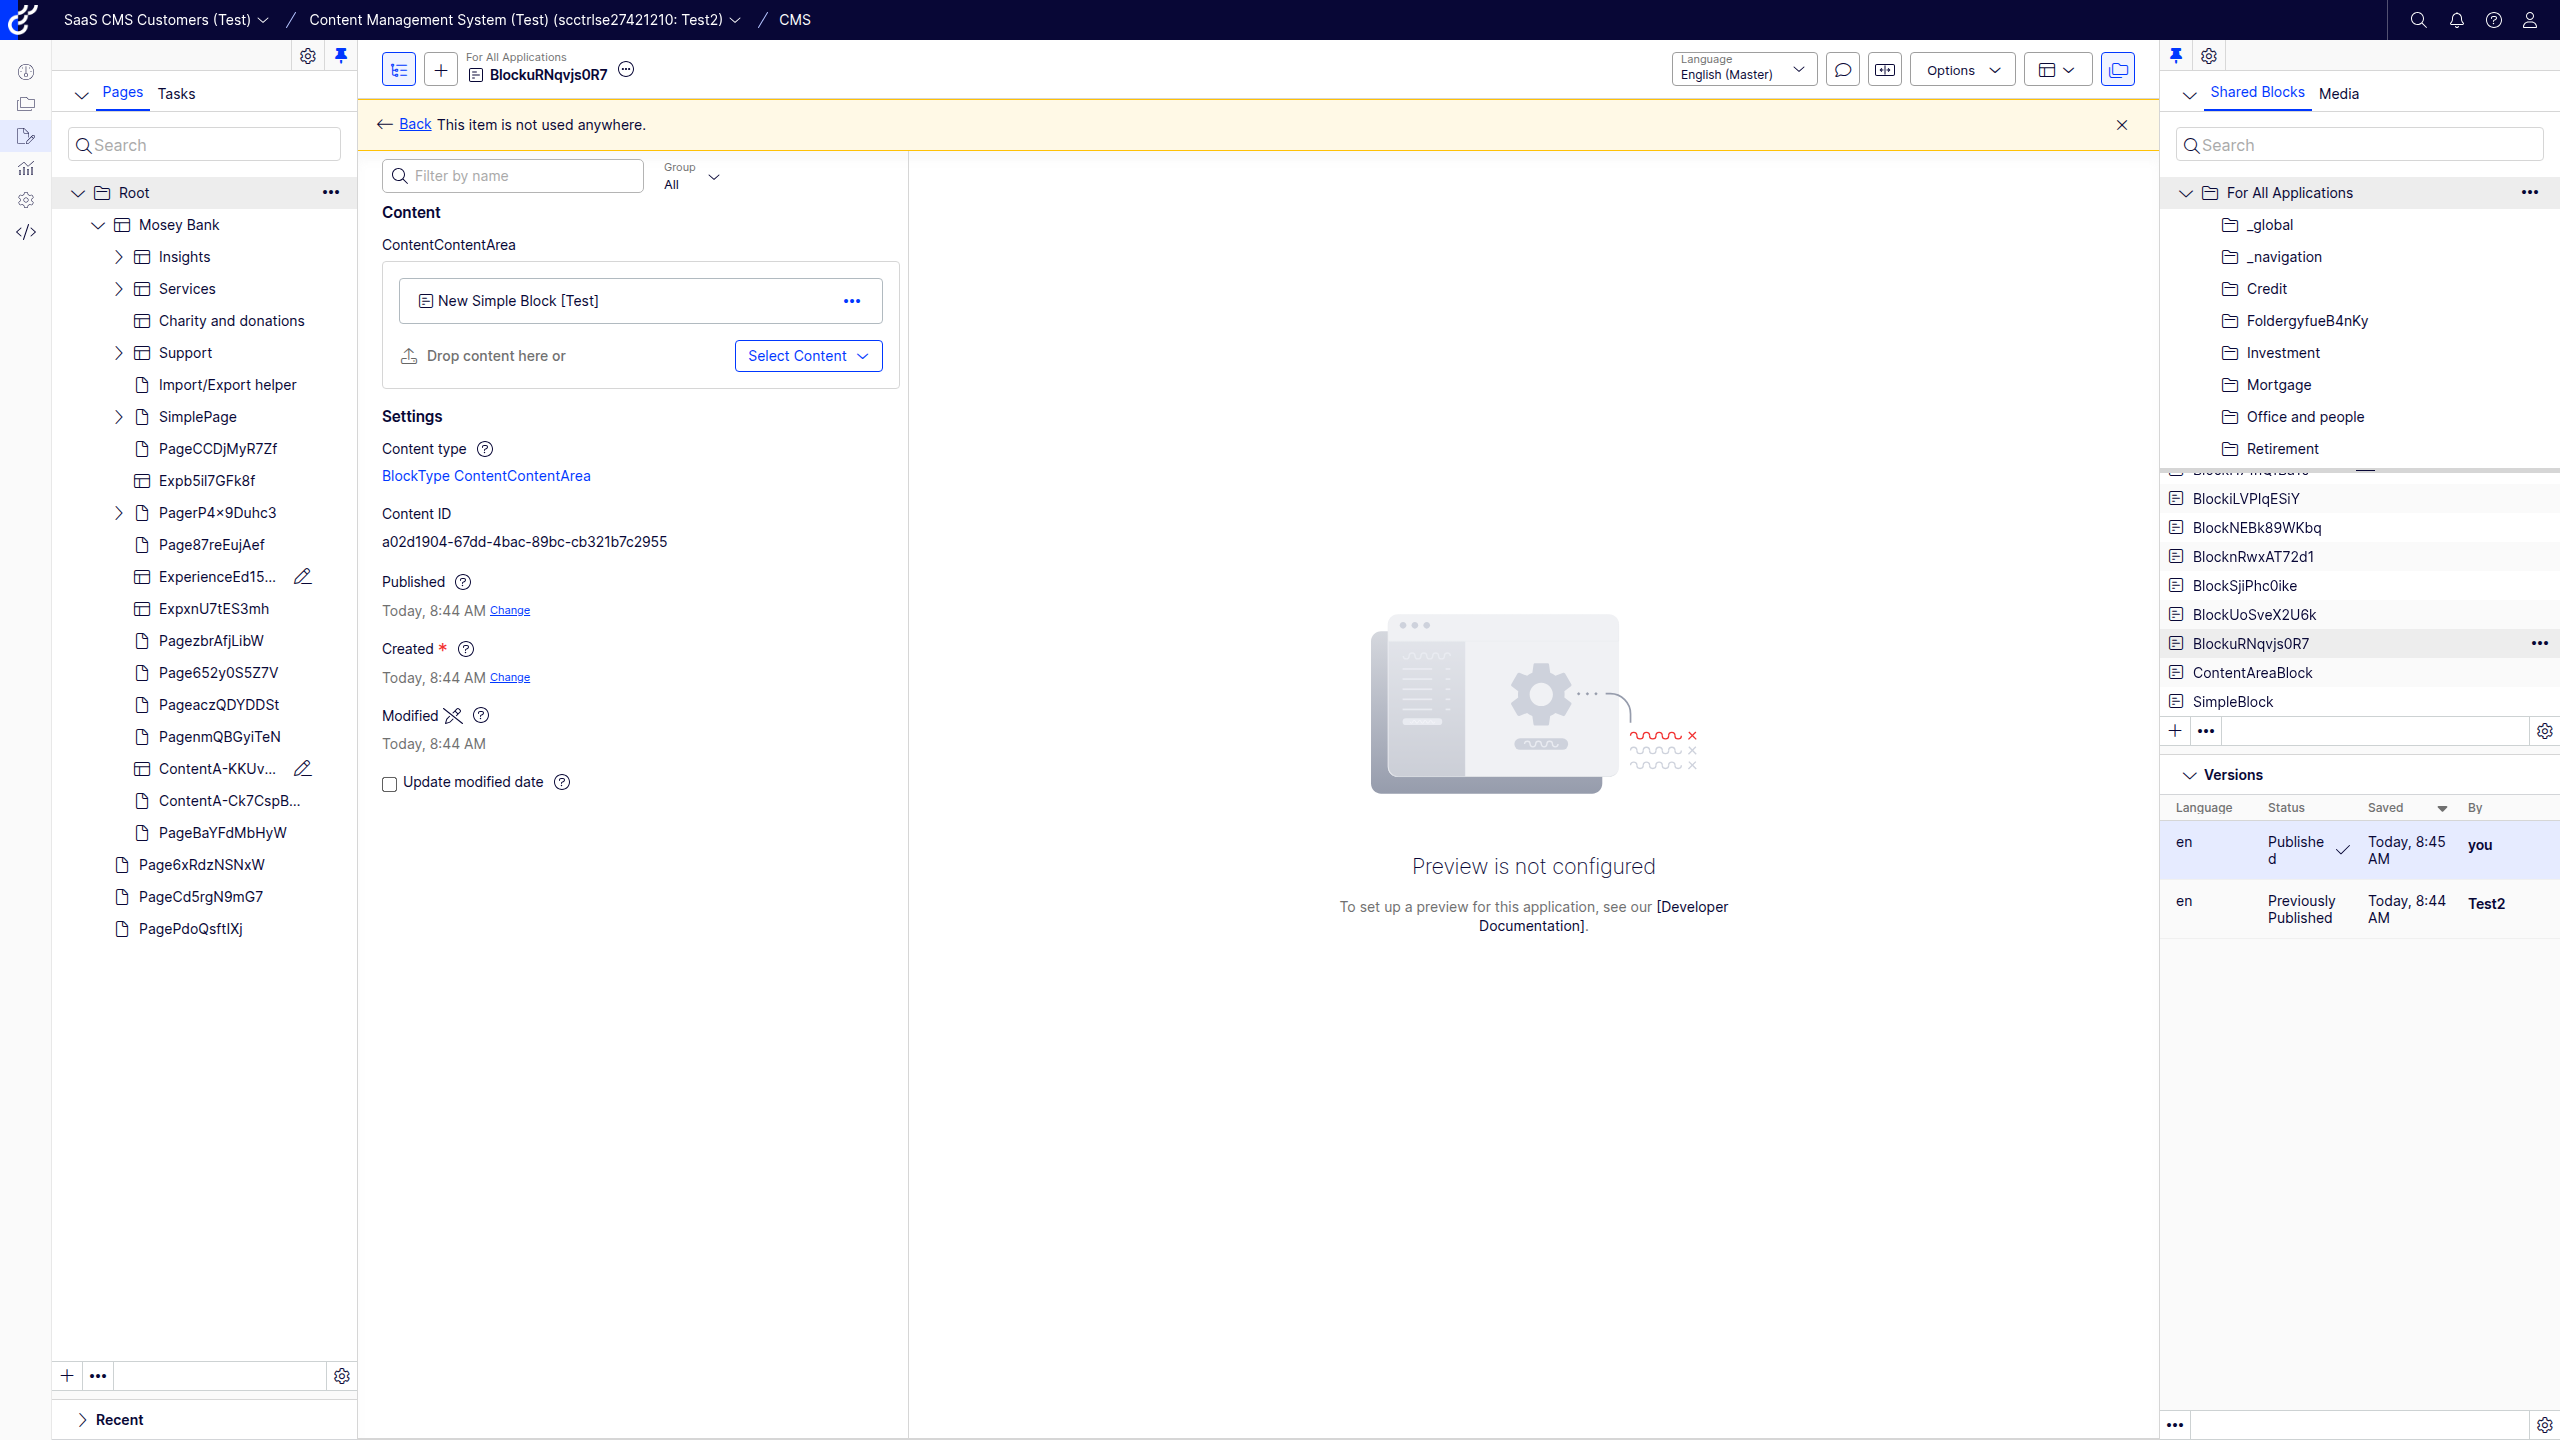 SaaS CMS Customers (Test) / Content Management System (Test) (scctrlse27421210: Test2) / CMS
Pages Tasks
Search
Root
Mosey Bank
Insights
Services
Charity and donations
Support
Import/Export helper
SimplePage
PageCCDjMyR7Zf
Expb5il7GFk8f
PagerP4x9Duhc3
Page87reEujAef
ExperienceEd15...
ExpxnU7tES3mh
PagezbrAfjLibW
Page652y0S5Z7V
PageaczQDYDDSt
PagenmQBGyiTeN
ContentA-KKUv...
ContentA-Ck7CspB...
PageBaYFdMbHyW
Page6xRdzNSNxW
PageCd5rgN9mG7
PagePdoQsftIXj
Recent
For All Applications
BlockuRNqvjs0R7
Language
English (Master)
Options
Back This item is not used anywhere.
Filter by name
Group
All
Content
ContentContentArea
New Simple Block [Test]
Drop content here or
Select Content
Settings
Content type
BlockType ContentContentArea
Content ID
a02d1904-67dd-4bac-89bc-cb321b7c2955
Published
Today, 8:44 AM Change
Created *
Today, 8:44 AM Change
Modified
Today, 8:44 AM
Update modified date
Preview is not configured
To set up a preview for this application, see our [Developer
Documentation].
Shared Blocks Media
Search
For All Applications
_global
_navigation
Credit
FoldergyfueB4nKy
Investment
Mortgage
Office and people
Retirement
BlockiLVPlqESiY
BlockNEBk89WKbq
BlocknRwxAT72d1
BlockSjiPhc0ike
BlockUoSveX2U6k
BlockuRNqvjs0R7
ContentAreaBlock
SimpleBlock
Versions
Language Status Saved By
en Publishe Today, 8:45 you
d AM
en Previously Today, 8:44 Test2
Published AM